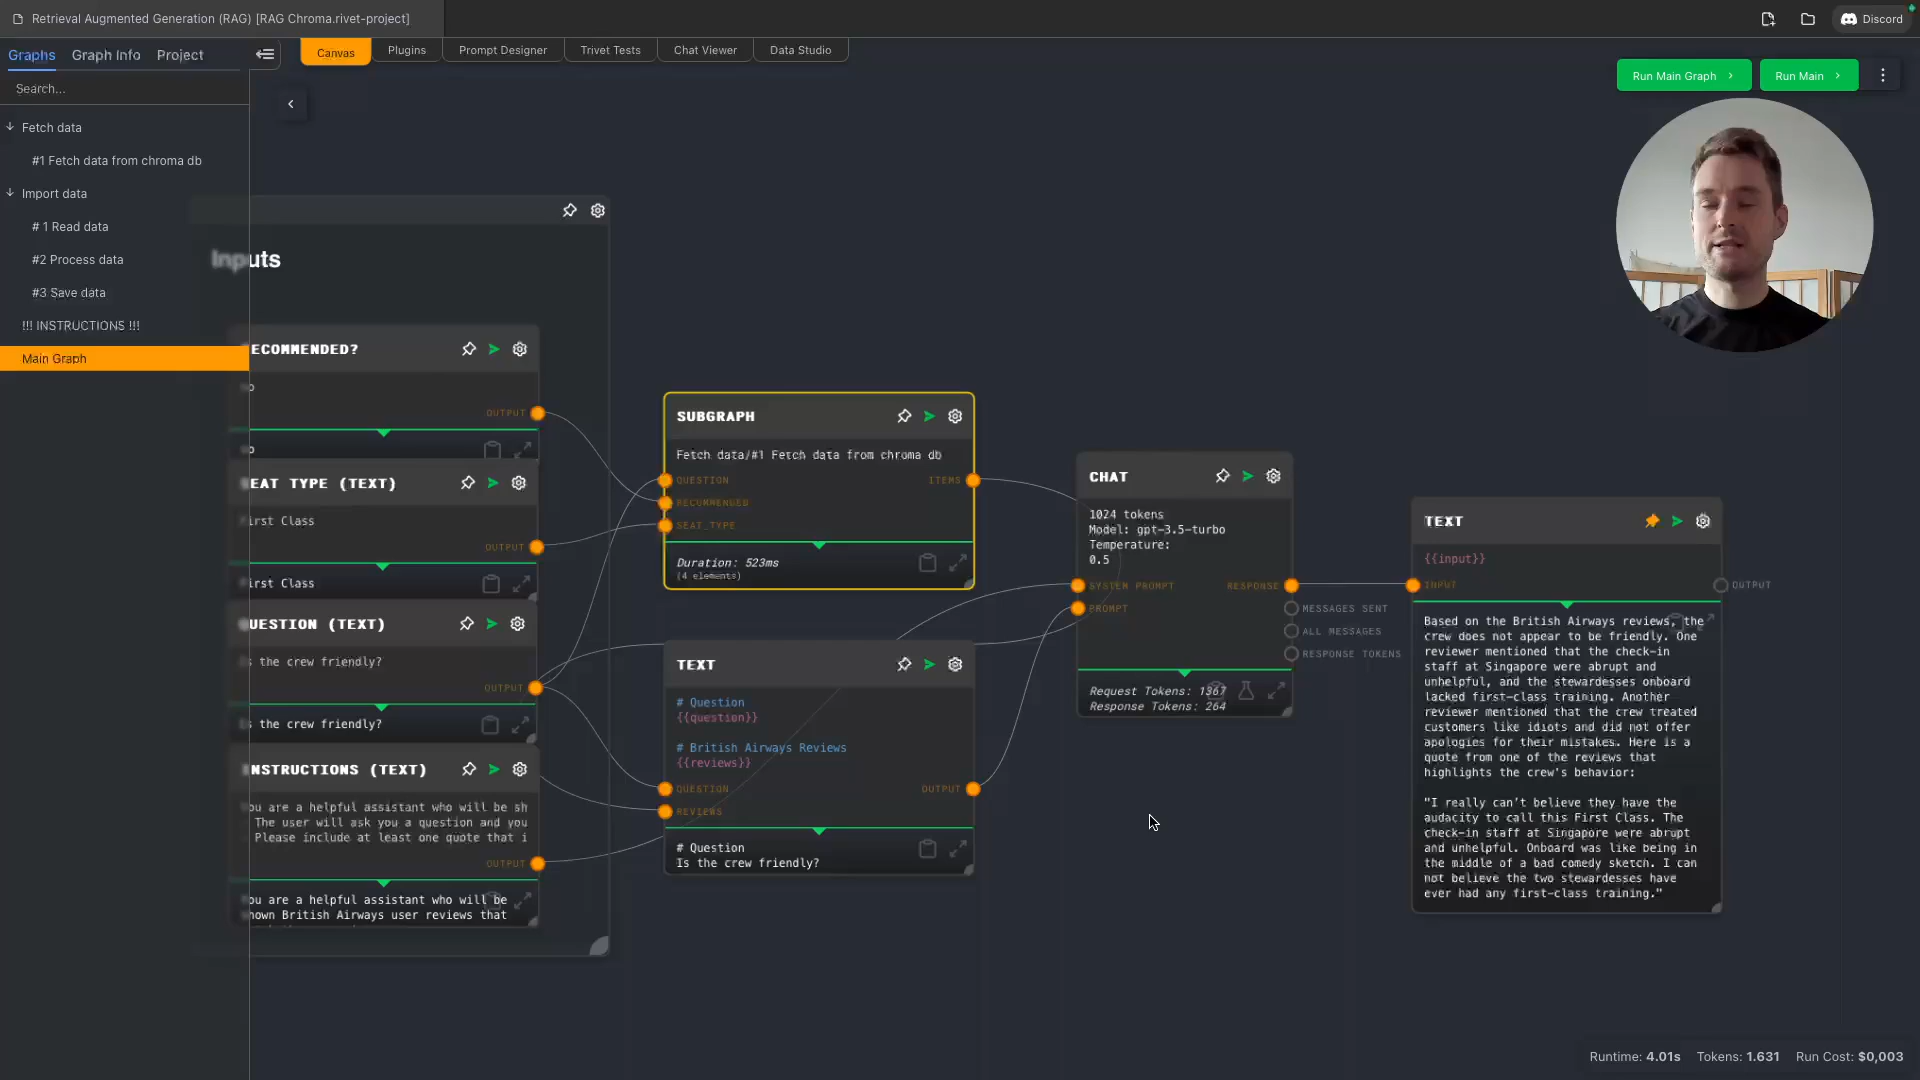 Retrieval Augmented Generation (RAG) [RAG Chroma.rivet-project]
Discord
Graphs Graph Info Project
Canvas Plugins Prompt Designer Trivet Tests Chat Viewer Data Studio
Search...
Run Main Graph
Run Main
Fetch data
#1 Fetch data from chroma db
Import data
# 1 Read data
#2 Process data
#3 Save data
!!! INSTRUCTIONS !!!
Main Graph
Inputs
ECOMMENDED?
OUTPUT
EAT TYPE (TEXT)
irst Class
OUTPUT
irst Class
UESTION (TEXT)
s the crew friendly?
OUTPUT
s the crew friendly?
NSTRUCTIONS (TEXT)
ou are a helpful assistant who will be sh
The user will ask you a question and you
Please include at least one quote that i
OUTPUT
ou are a helpful assistant who will be
hown British Airways user reviews that
SUBGRAPH
Fetch data/#1 Fetch data from chroma db
QUESTION ITEMS
RECOMMENDED
SEAT_TYPE
Duration: 523ms
(4 elements)
TEXT
# Question
{{question}}
# British Airways Reviews
{{reviews}}
QUESTION OUTPUT
REVIEWS
# Question
Is the crew friendly?
CHAT
1024 tokens
Model: gpt-3.5-turbo
Temperature:
0.5
SYSTEM PROMPT RESPONSE
PROMPT MESSAGES SENT
ALL MESSAGES
RESPONSE TOKENS
Request Tokens: 1367
Response Tokens: 264
TEXT
{{input}}
INPUT OUTPUT
Based on the British Airways reviews, the
crew does not appear to be friendly. One
reviewer mentioned that the check-in
staff at Singapore were abrupt and
unhelpful, and the stewardesses onboard
lacked first-class training. Another
reviewer mentioned that the crew treated
customers like idiots and did not offer
apologies for their mistakes. Here is a
quote from one of the reviews that
highlights the crew's behavior:
"I really can't believe they have the
audacity to call this First Class. The
check-in staff at Singapore were abrupt
and unhelpful. Onboard was like being in
the middle of a bad comedy sketch. I can
not believe the two stewardesses have
ever had any first-class training."
Runtime: 4.01s Tokens: 1.631 Run Cost: $0,003